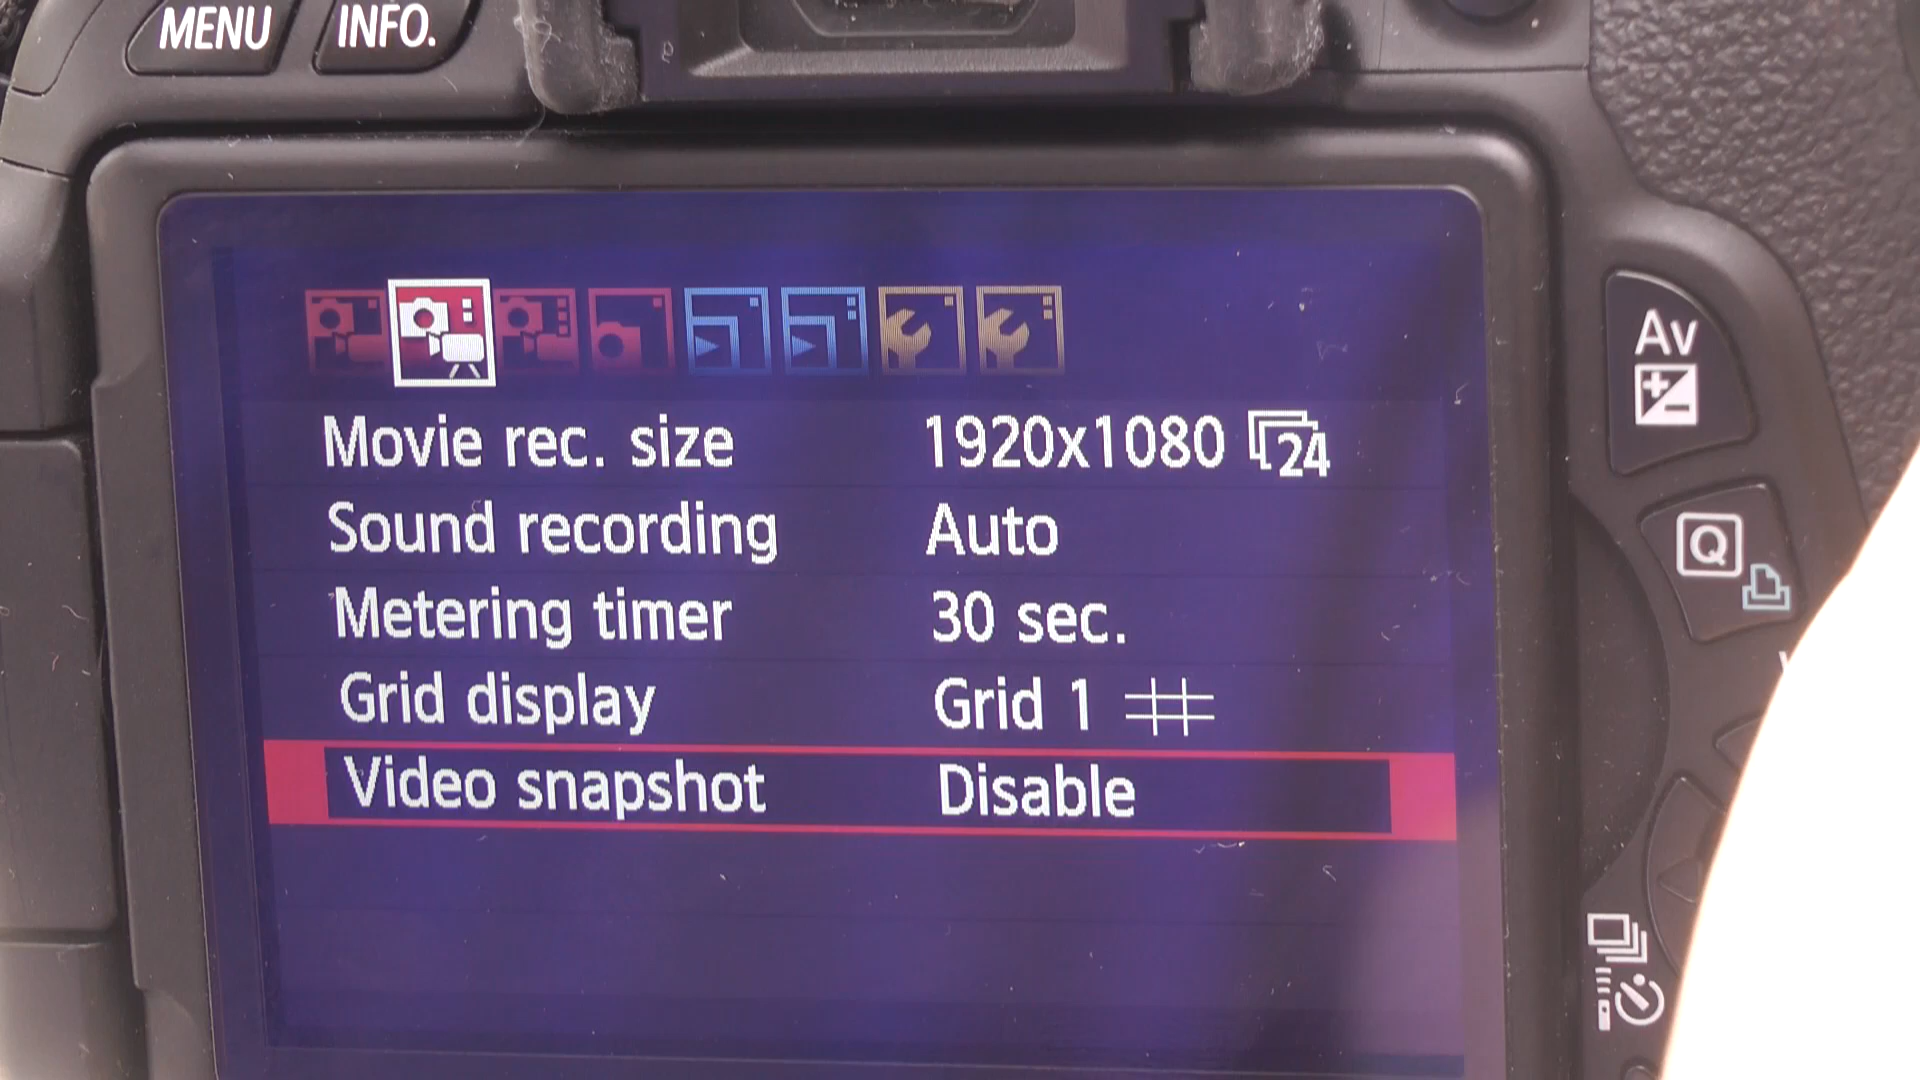 MENU INFO.
Av
Movie rec. size 1920x1080 24
Sound recording Auto
Q
Metering timer 30 sec.
Grid display Grid 1
Video snapshot Disable